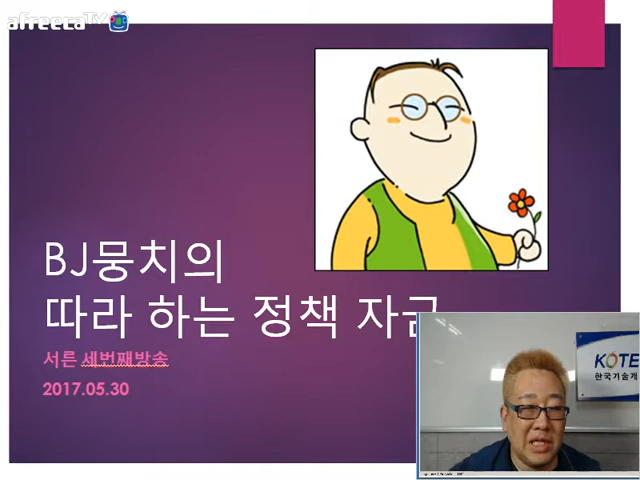 afreecaTV
BJ뭉치의
따라 하는 정책 자금
서른 세번째방송
2017.05.30
KOTE
한국기술개